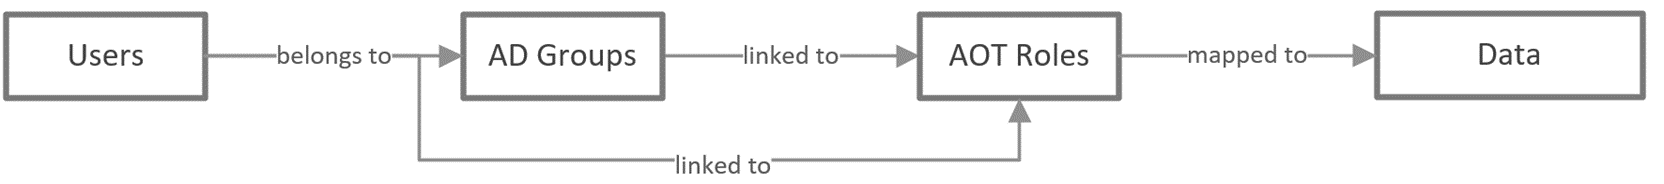 Users
belongs to
AD Groups
linked to
AOT Roles
mapped to
Data
linked to